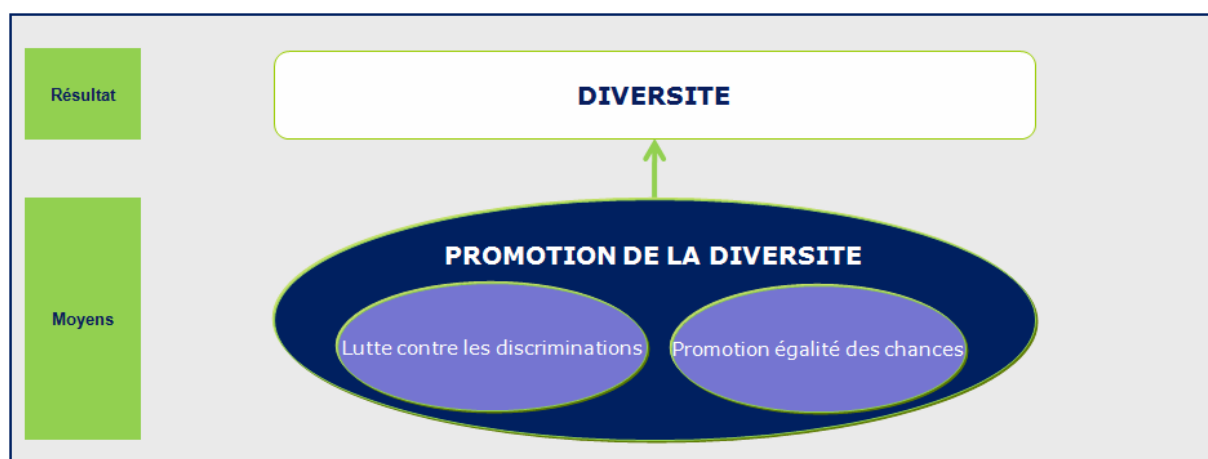 Résultat
DIVERSITE
PROMOTION DE LA DIVERSITE
Moyens
Lutte contre les discriminations
Promotion égalité des chances